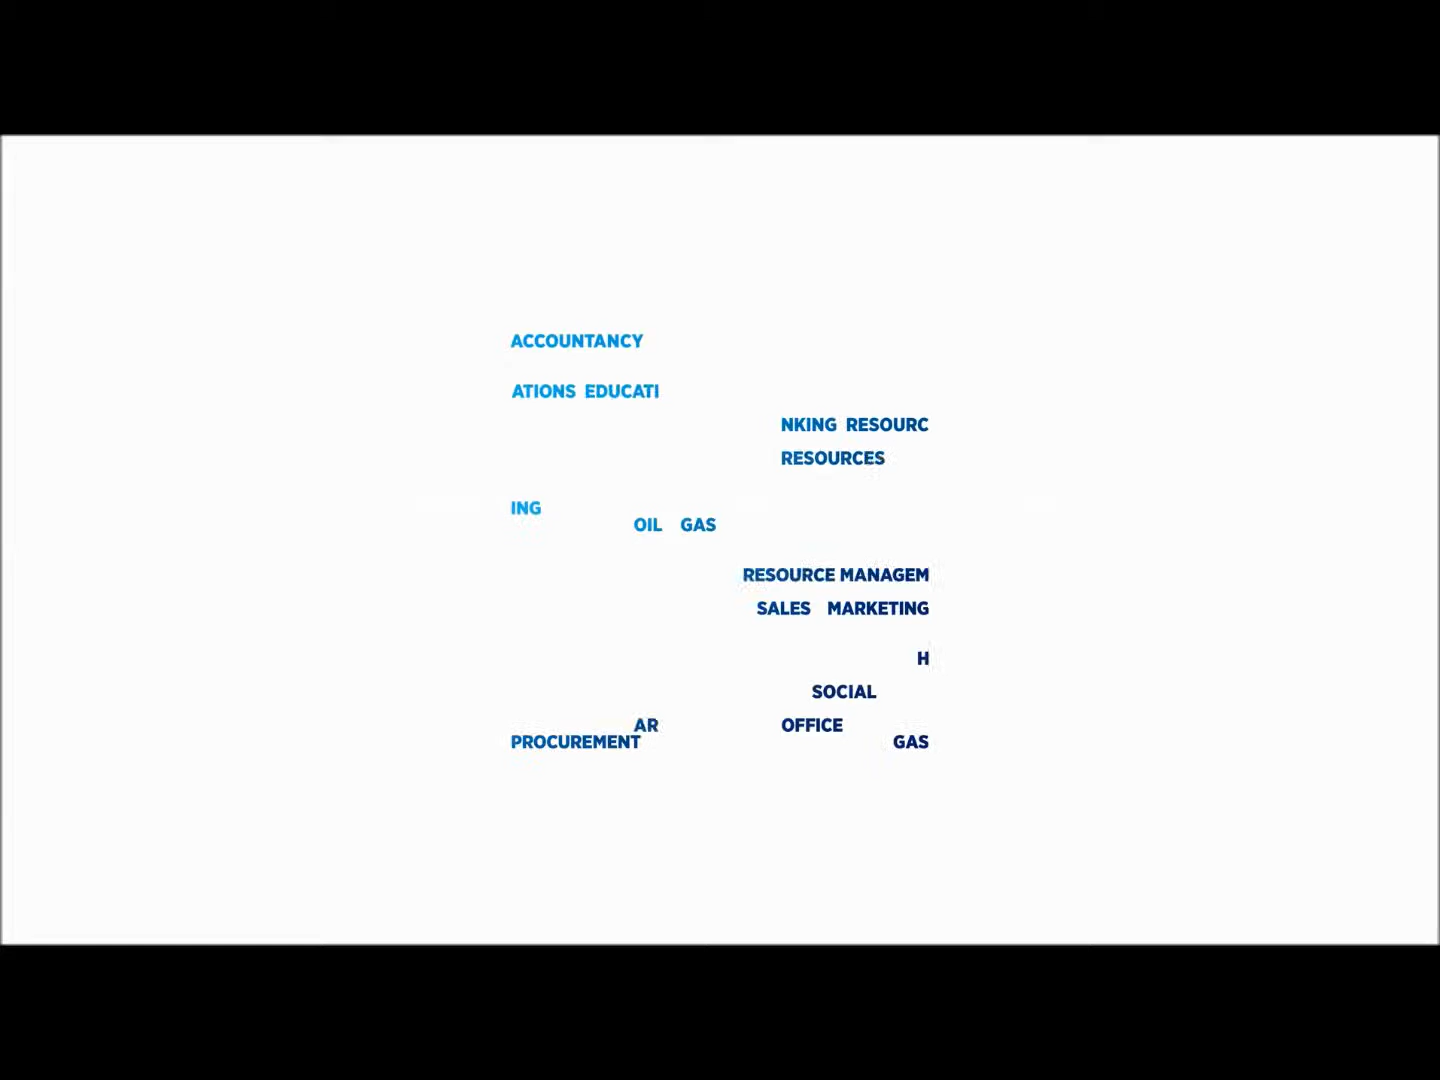 ACCOUNTANCY
ATIONS EDUCATI
NKING RESOURC
RESOURCES
ING
OIL GAS
RESOURCE MANAGEM
SALES MARKETING
H
SOCIAL
AR OFFICE
PROCUREMENT GAS